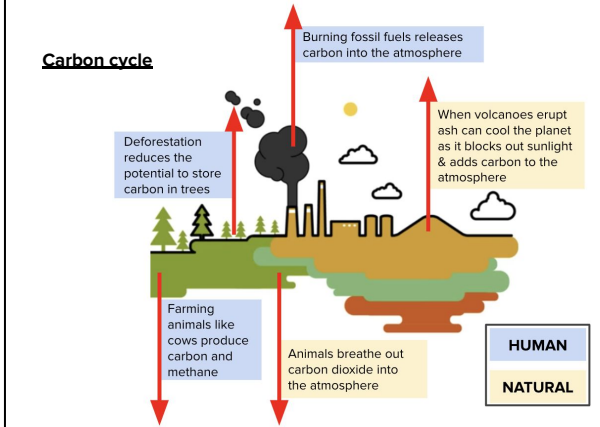 Carbon cycle
Burning fossil fuels releases
carbon into the atmosphere
When volcanoes erupt
ash can cool the planet
as it blocks out sunlight
& adds carbon to the
atmosphere
Deforestation
reduces the
potential to store
carbon in trees
Farming
animals like
cows produce
carbon and
methane
Animals breathe out
carbon dioxide into
the atmosphere
HUMAN
NATURAL